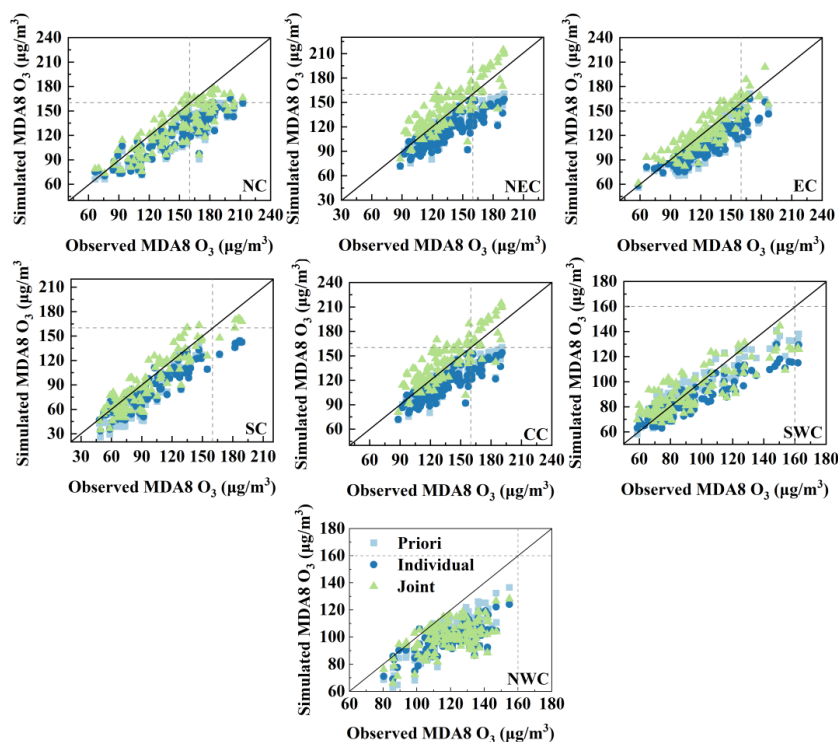 Simulated MDA8 O₃ (μg/m³)
240
210
180
150
120
90
60
NC
60 90 120 150 180 210 240
Observed MDA8 O₃ (μg/m³)
Simulated MDA8 O₃ (μg/m³)
210
180
150
120
90
60
NEC
30 60 90 120 150 180 210
Observed MDA8 O₃ (μg/m³)
Simulated MDA8 O₃ (μg/m³)
240
210
180
150
120
90
60
EC
60 90 120 150 180 210 240
Observed MDA8 O₃ (μg/m³)
Simulated MDA8 O₃ (μg/m³)
210
180
150
120
90
60
30
SC
30 60 90 120 150 180 210
Observed MDA8 O₃ (μg/m³)
Simulated MDA8 O₃ (μg/m³)
240
210
180
150
120
90
60
CC
60 90 120 150 180 210 240
Observed MDA8 O₃ (μg/m³)
Simulated MDA8 O₃ (μg/m³)
180
160
140
120
100
80
60
SWC
60 80 100 120 140 160 180
Observed MDA8 O₃ (μg/m³)
Simulated MDA8 O₃ (μg/m³)
180
160
140
120
100
80
60
Priori
Individual
Joint
NWC
60 80 100 120 140 160 180
Observed MDA8 O₃ (μg/m³)